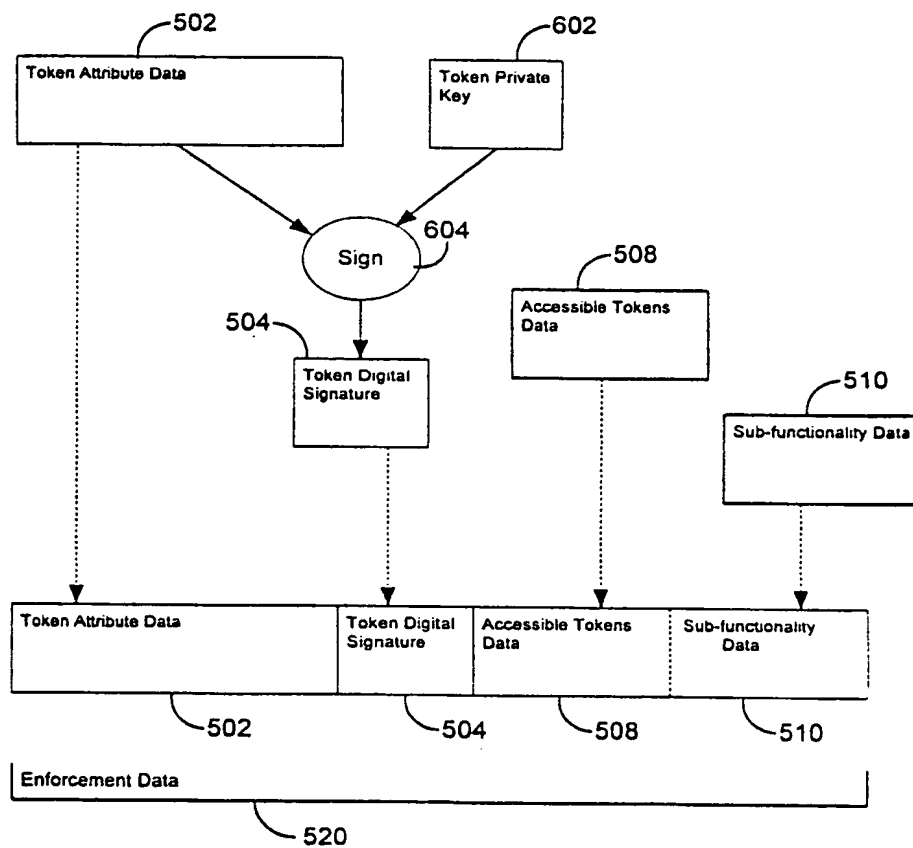 502
602
Token Attribute Data
Token Private
Key
Sign
604
508
Accessible Tokens
Data
504
Token Digital
Signature
510
Sub-functionality Data
Token Attribute Data
Token Digital
Signature
Accessible Tokens
Data
Sub-functionality
Data
502
504
508
510
Enforcement Data
520